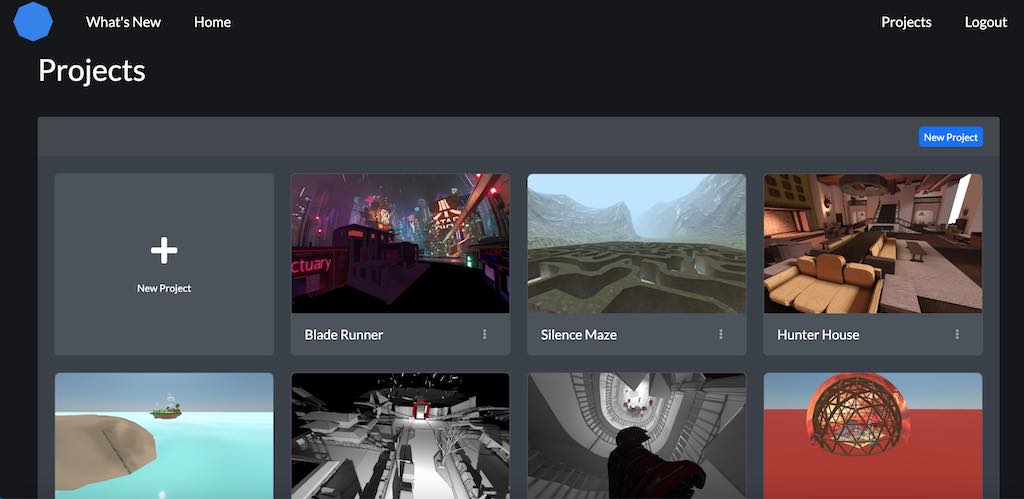 What's New Home Projects Logout
Projects
New Project
ctuary
New Project
Blade Runner Silence Maze Hunter House